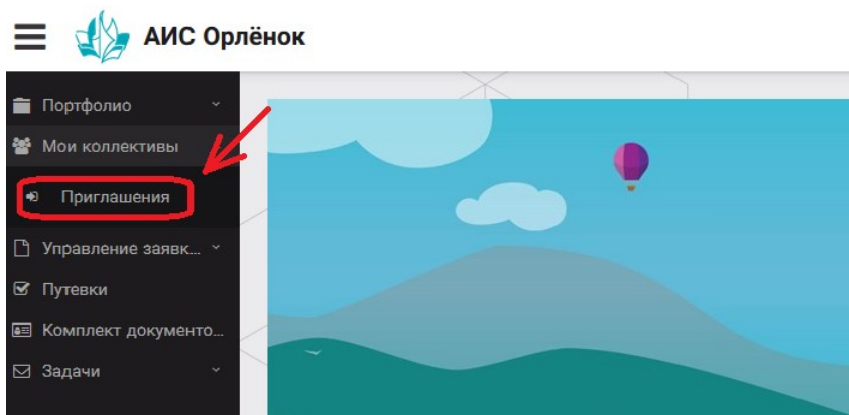 АИС Орлёнок
Портфолио
Мои коллективы
Приглашения
Управление заявк...
Путевки
Комплект документо...
Задачи